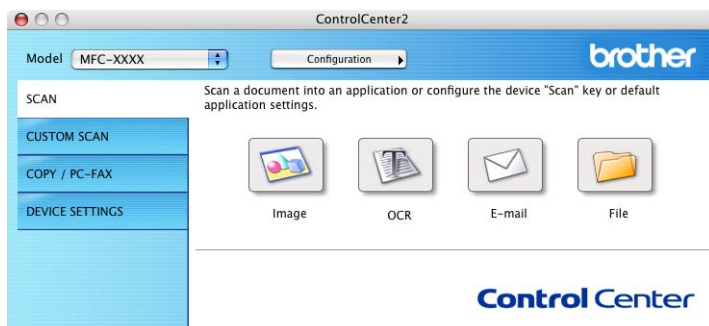 ControlCenter2
Model MFC-XXXX Configuration brother
SCAN
CUSTOM SCAN
COPY / PC-FAX
DEVICE SETTINGS
Scan a document into an application or configure the device "Scan" key or default
application settings.
Image OCR E-mail File
Control Center